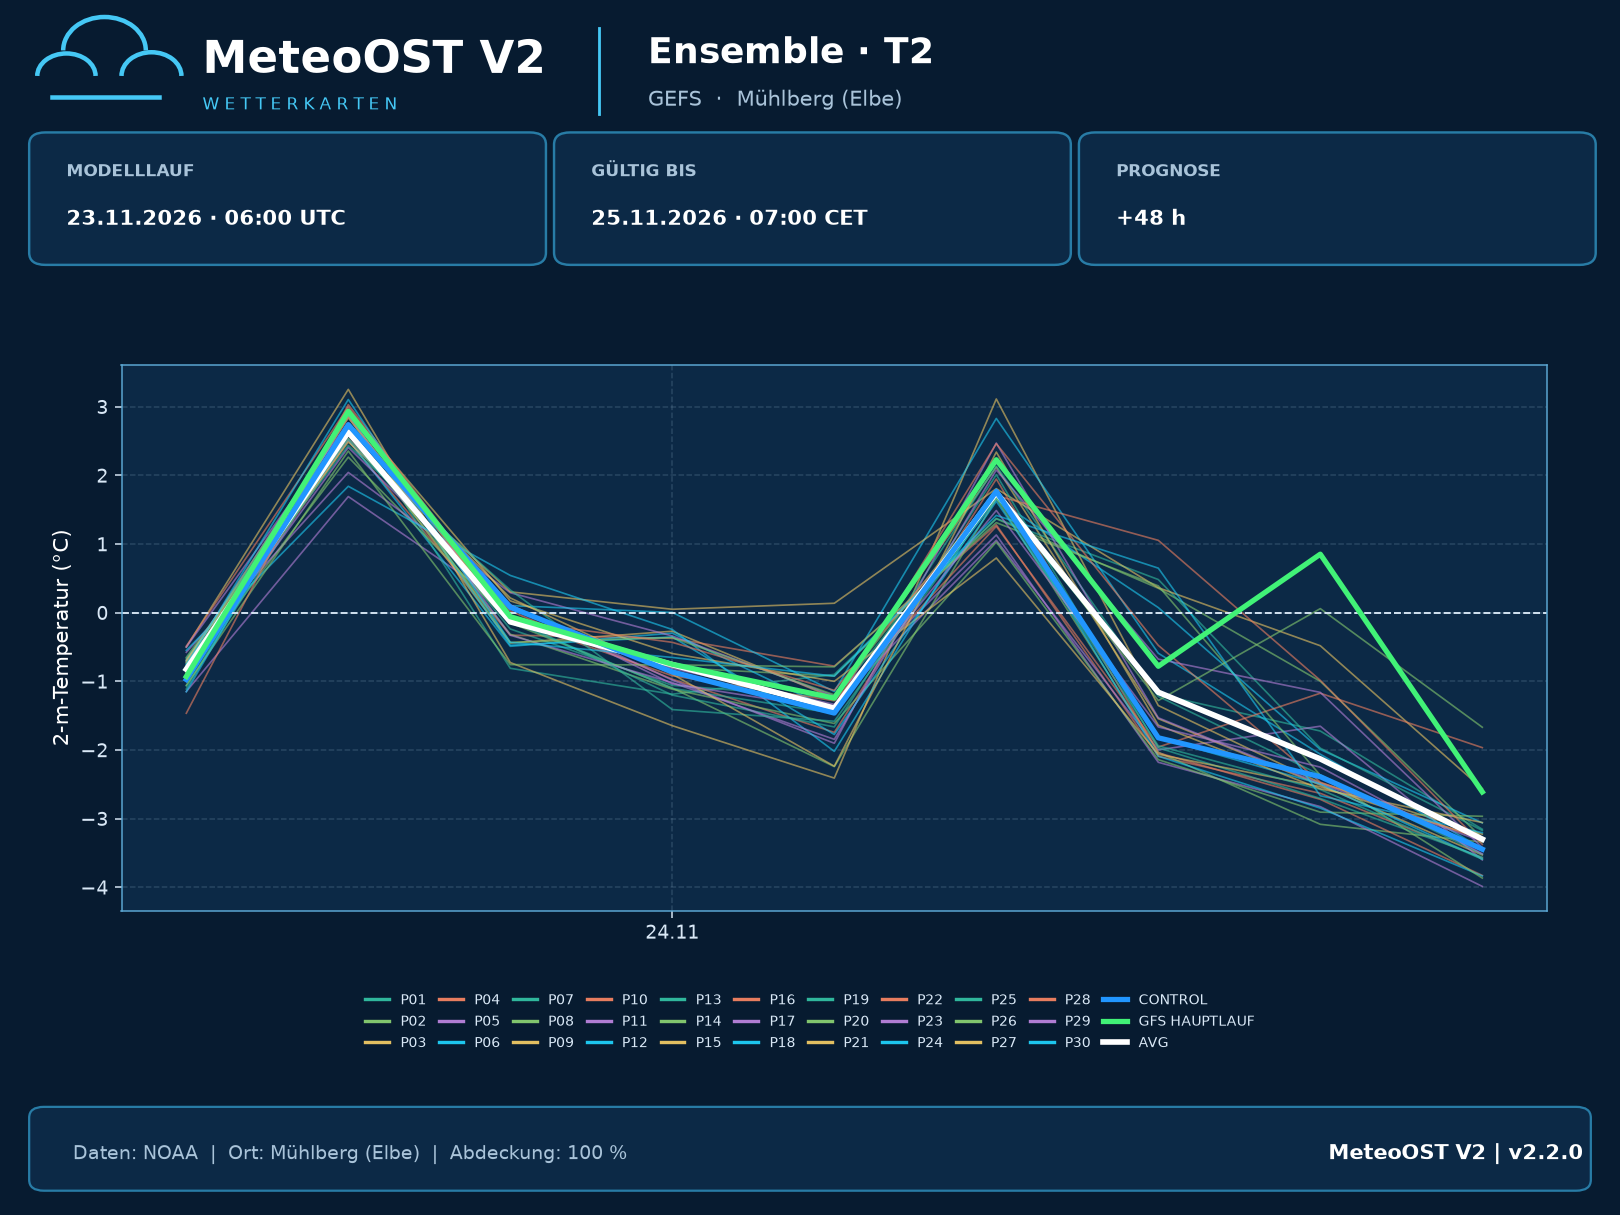 MeteoOST V2
WETTERKARTEN
Ensemble · T2
GEFS · Mühlberg (Elbe)
MODELLLAUF
23.11.2026 · 06:00 UTC
GÜLTIG BIS
25.11.2026 · 07:00 CET
PROGNOSE
+48 h
2-m-Temperatur (°C)
3
2
1
0
−1
−2
−3
−4
24.11
P01 P04 P07 P10 P13 P16 P19 P22 P25 P28 CONTROL
P02 P05 P08 P11 P14 P17 P20 P23 P26 P29 GFS HAUPTLAUF
P03 P06 P09 P12 P15 P18 P21 P24 P27 P30 AVG
Daten: NOAA | Ort: Mühlberg (Elbe) | Abdeckung: 100 %
MeteoOST V2 | v2.2.0